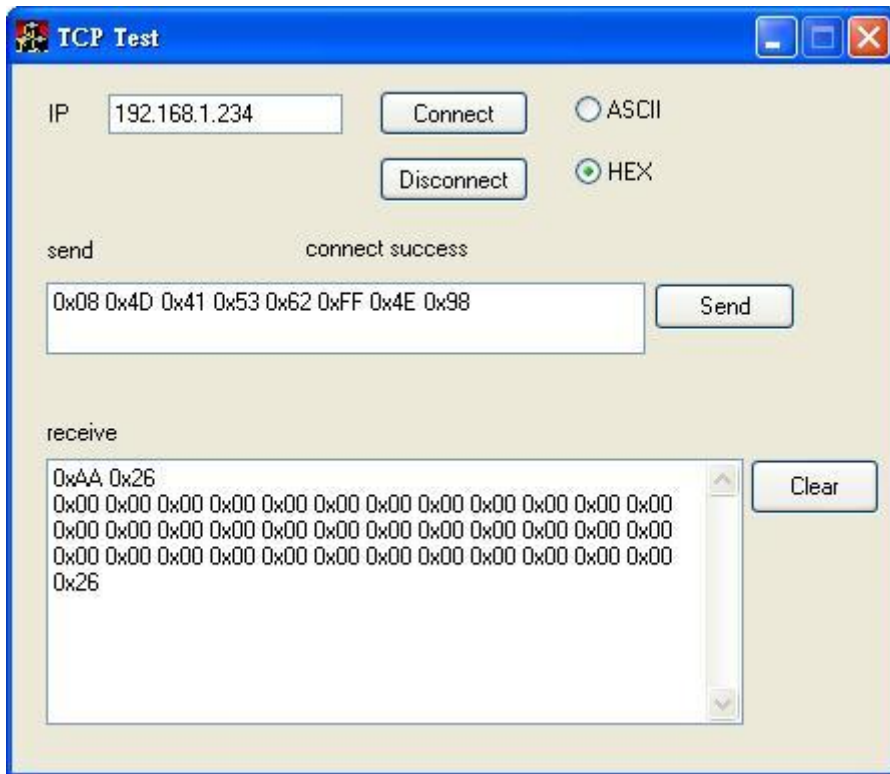 TCP Test
IP 192.168.1.234 Connect ASCII
Disconnect HEX
send connect success
0x08 0x4D 0x41 0x53 0x62 0xFF 0x4E 0x98 Send
receive
0xAA 0x26
0x00 0x00 0x00 0x00 0x00 0x00 0x00 0x00 0x00 0x00 0x00 0x00
0x00 0x00 0x00 0x00 0x00 0x00 0x00 0x00 0x00 0x00 0x00 0x00
0x00 0x00 0x00 0x00 0x00 0x00 0x00 0x00 0x00 0x00 0x00 0x00
0x26
Clear